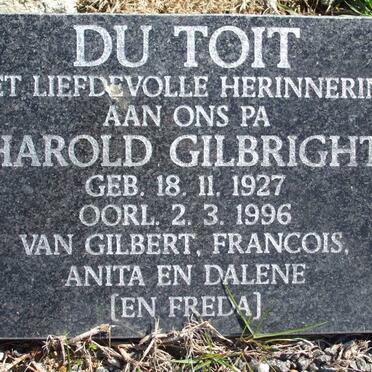 DU TOIT
ET LIEFDEVOLLE HERINNERIN
AAN ONS PA
HAROLD GILBRIGHT
GEB. 18. 11. 1927
OORL. 2. 3. 1996
VAN GILBERT, FRANCOIS,
ANITA EN DALENE
[EN FREDA]